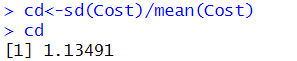 > cd<-sd(Cost)/mean(Cost)
> cd
[1] 1.13491